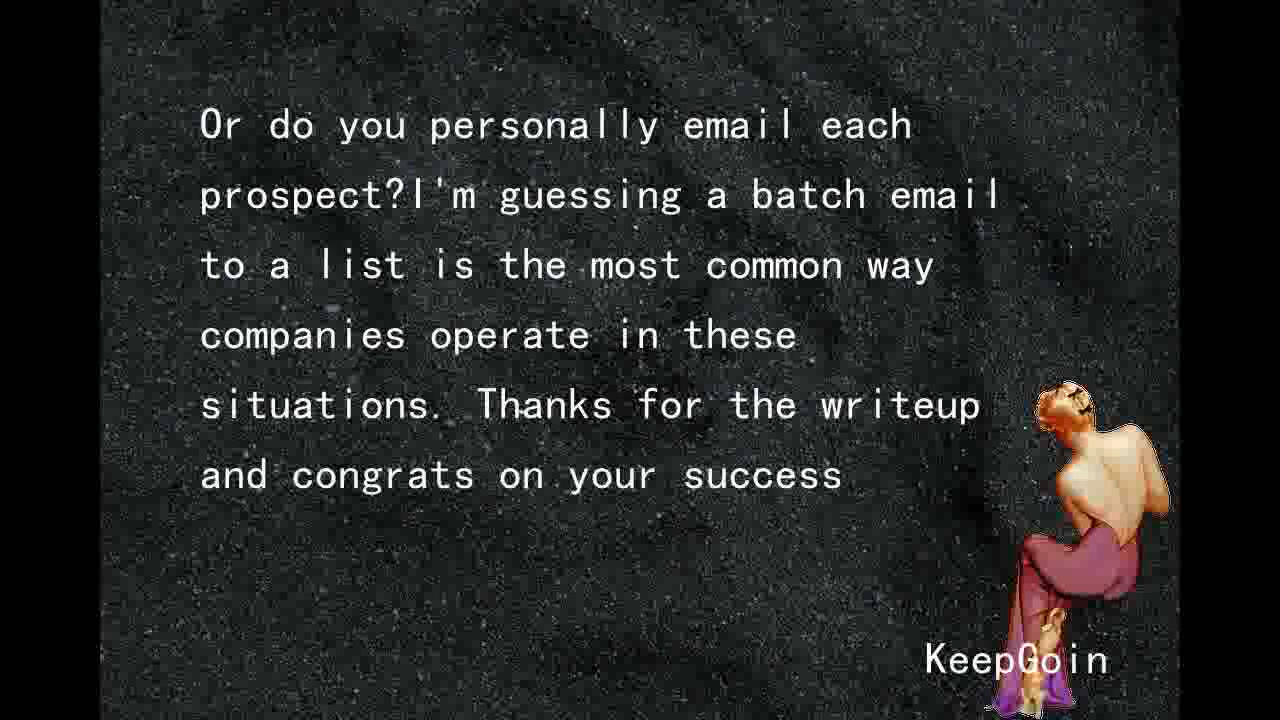 Or do you personally email each
prospect?I'm guessing a batch email
to a list is the most common way
companies operate in these
situations. Thanks for the writeup
and congrats on your success
KeepGoin